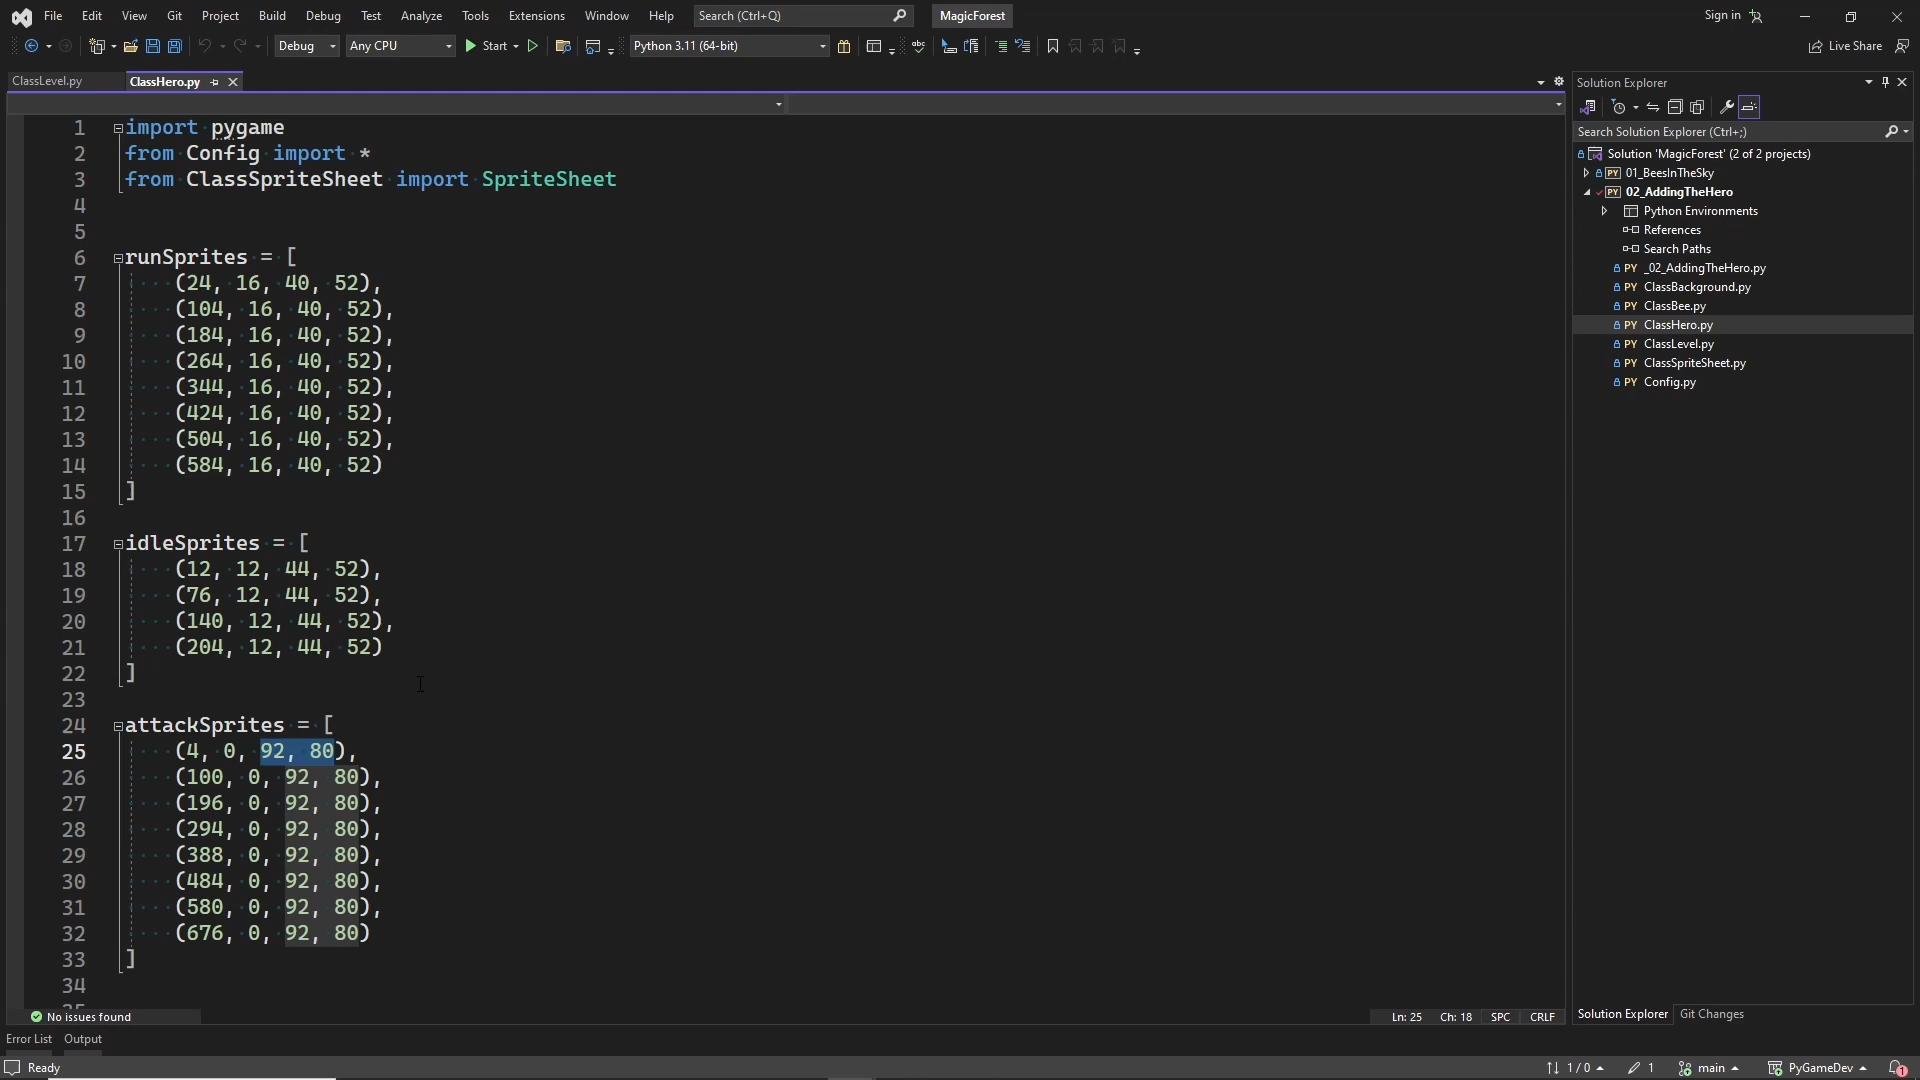 File Edit View Git Project Build Debug Test Analyze Tools Extensions Window Help Search (Ctrl+Q) MagicForest Sign in
Debug Any CPU Start Python 3.11 (64-bit) Live Share
ClassLevel.py ClassHero.py
1 import pygame
2 from Config import *
3 from ClassSpriteSheet import SpriteSheet
4
5
6 runSprites = [
7 (24, 16, 40, 52),
8 (104, 16, 40, 52),
9 (184, 16, 40, 52),
10 (264, 16, 40, 52),
11 (344, 16, 40, 52),
12 (424, 16, 40, 52),
13 (504, 16, 40, 52),
14 (584, 16, 40, 52)
15 ]
16
17 idleSprites = [
18 (12, 12, 44, 52),
19 (76, 12, 44, 52),
20 (140, 12, 44, 52),
21 (204, 12, 44, 52)
22 ]
23
24 attackSprites = [
25 (4, 0, 92, 80),
26 (100, 0, 92, 80),
27 (196, 0, 92, 80),
28 (294, 0, 92, 80),
29 (388, 0, 92, 80),
30 (484, 0, 92, 80),
31 (580, 0, 92, 80),
32 (676, 0, 92, 80)
33 ]
34
Solution Explorer
Search Solution Explorer (Ctrl+;)
Solution 'MagicForest' (2 of 2 projects)
PY 01_BeesInTheSky
PY 02_AddingTheHero
Python Environments
References
Search Paths
PY _02_AddingTheHero.py
PY ClassBackground.py
PY ClassBee.py
PY ClassHero.py
PY ClassLevel.py
PY ClassSpriteSheet.py
PY Config.py
No issues found Ln: 25 Ch: 18 SPC CRLF
Solution Explorer Git Changes
Error List Output
Ready 1 / 0 1 main PyGameDev 1